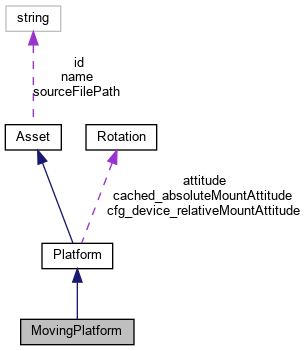 string
id
name
sourceFilePath
Asset
Rotation
attitude
cached_absoluteMountAttitude
cfg_device_relativeMountAttitude
Platform
MovingPlatform